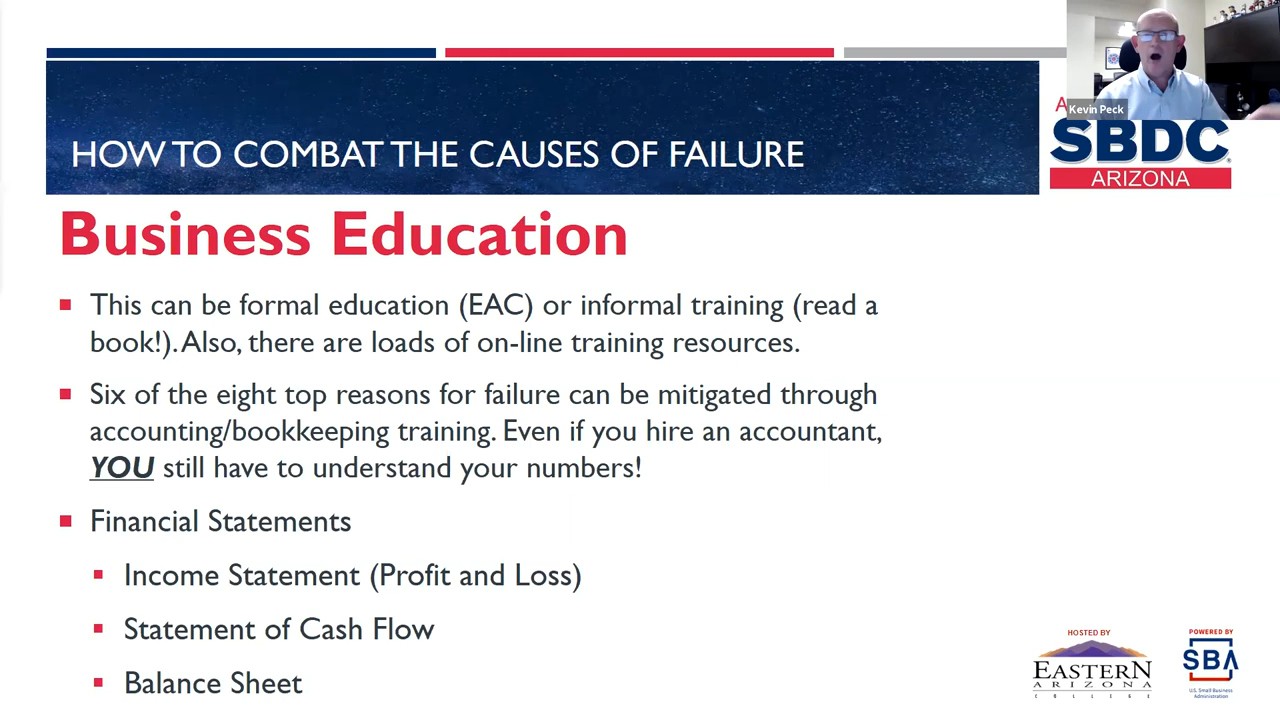 Kevin Peck
A
SBDC
ARIZONA
HOW TO COMBAT THE CAUSES OF FAILURE
Business Education
This can be formal education (EAC) or informal training (read a
book!). Also, there are loads of on-line training resources.
Six of the eight top reasons for failure can be mitigated through
accounting/bookkeeping training. Even if you hire an accountant,
YOU still have to understand your numbers!
Financial Statements
Income Statement (Profit and Loss)
Statement of Cash Flow
Balance Sheet
HOSTED BY
EASTERN
ARIZONA
COLLEGE
POWERED BY
SBA
U.S. Small Business
Administration